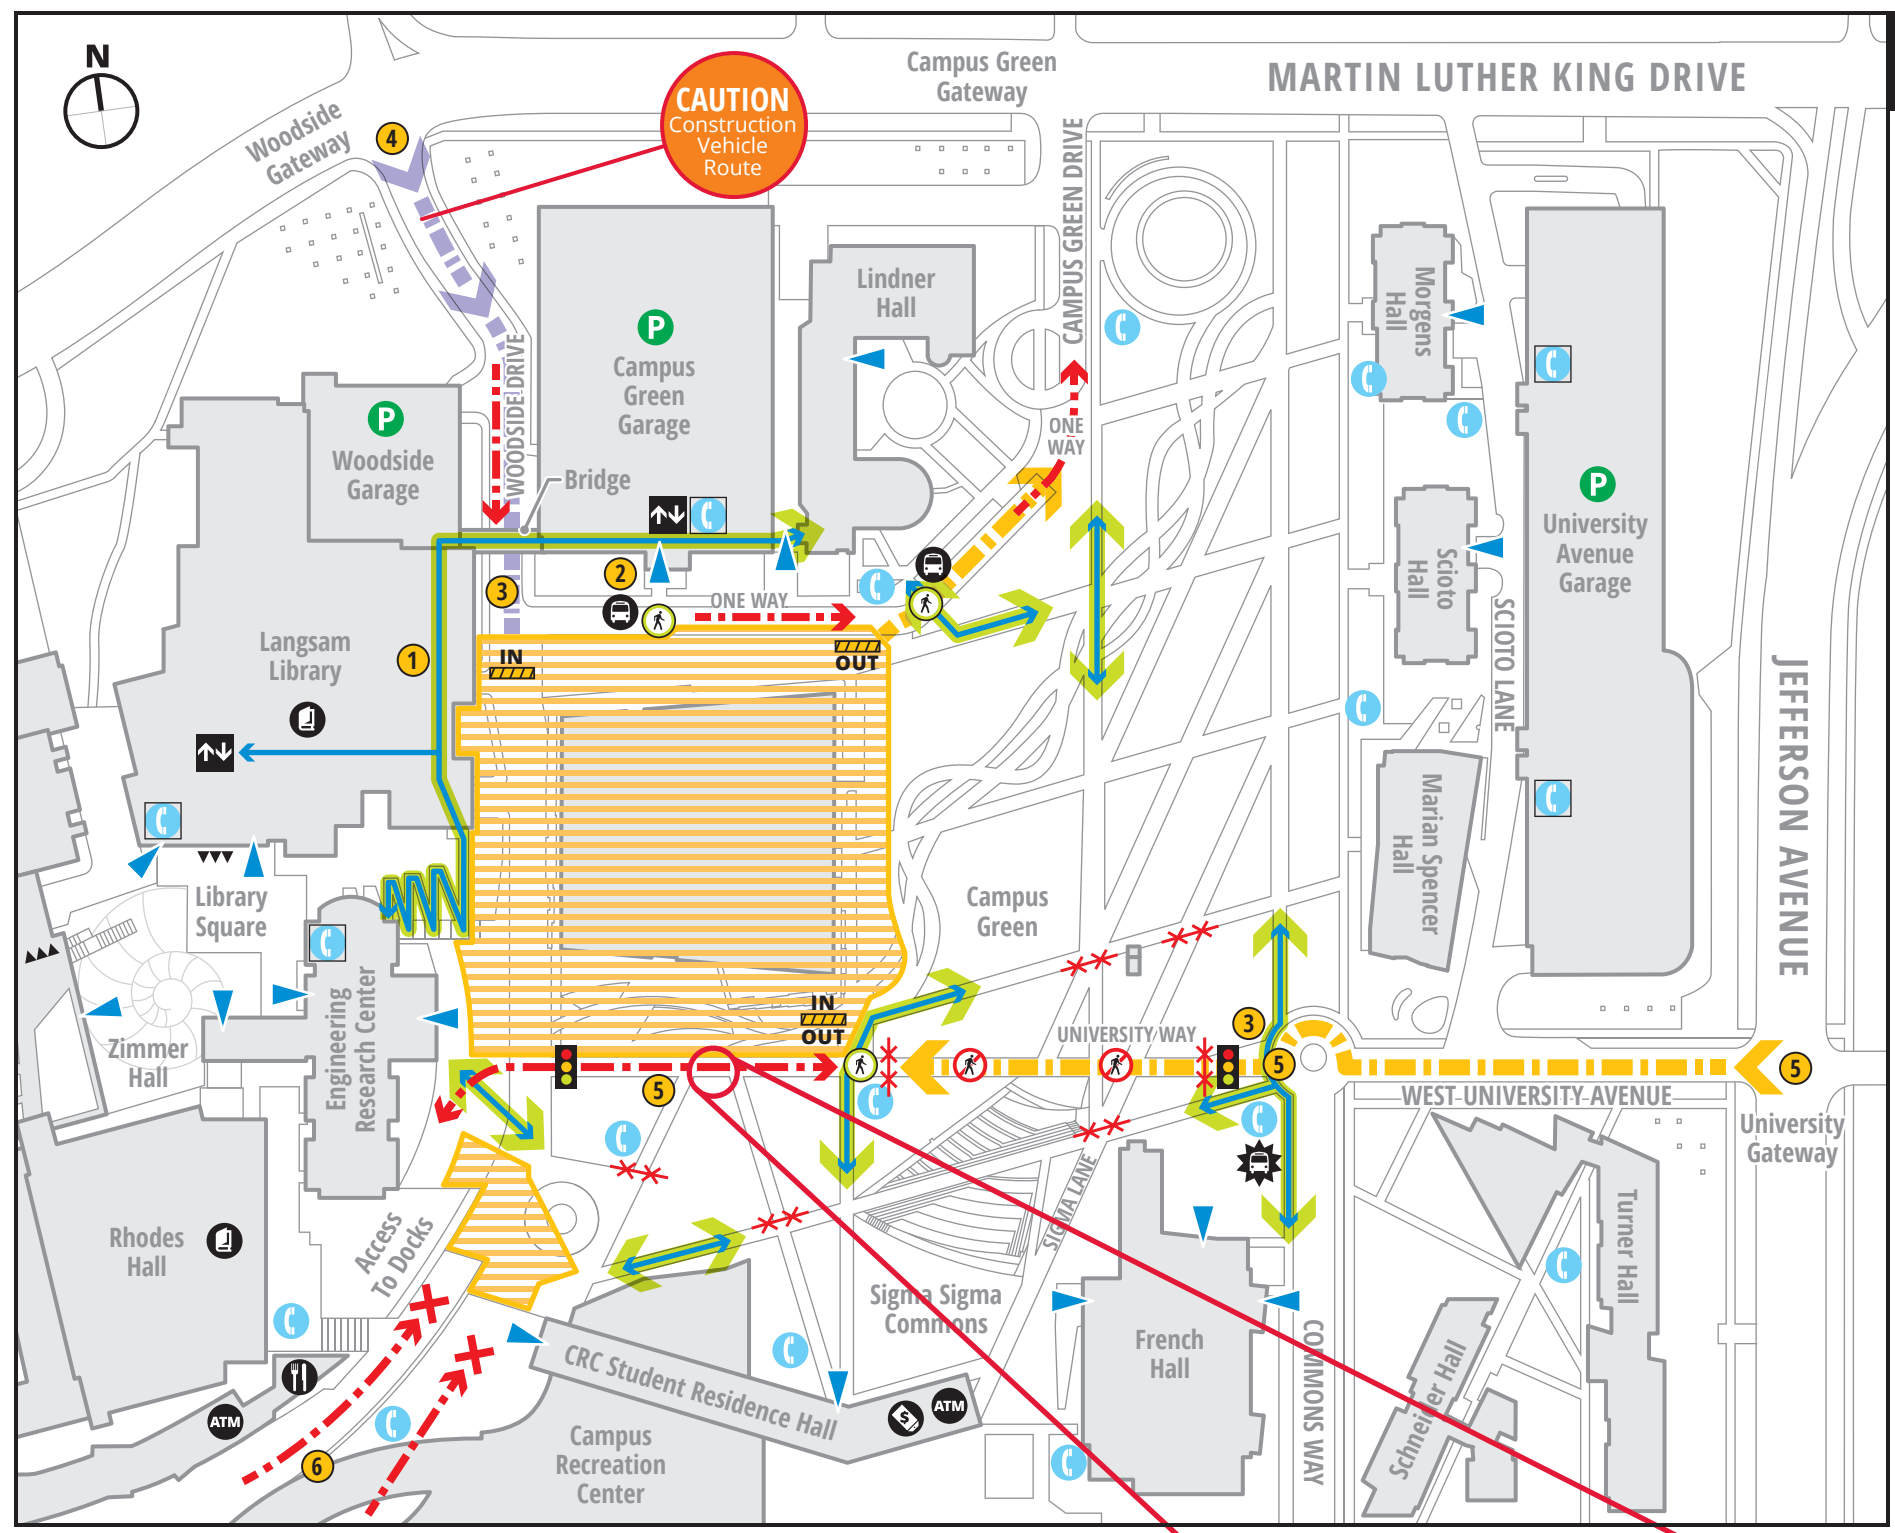 N
CAUTION
Construction
Vehicle
Route
Campus Green
Gateway
MARTIN LUTHER KING DRIVE
Woodside
Gateway
4
CAMPUS GREEN DRIVE
Lindner
Hall
Morgens
Hall
P
Campus
Green
Garage
WOODSIDE DRIVE
P
Woodside
Garage
Bridge
ONE
WAY
P
University
Avenue
Garage
Scioto
Hall
SCIOTO LANE
2
3
ONE WAY
1
Langsam
Library
IN
OUT
JEFFERSON AVENUE
Marian Spencer
Hall
Library
Square
Campus
Green
Engineering
Research Center
IN
OUT
3
UNIVERSITY WAY
Zimmer
Hall
5
5
5
WEST UNIVERSITY AVENUE
University
Gateway
SIGMA LANE
Turner Hall
Rhodes
Hall
Access
To Docks
Sigma Sigma
Commons
French
Hall
COMMONS WAY
Schneider Hall
CRC Student Residence Hall
ATM
$
ATM
6
Campus
Recreation
Center